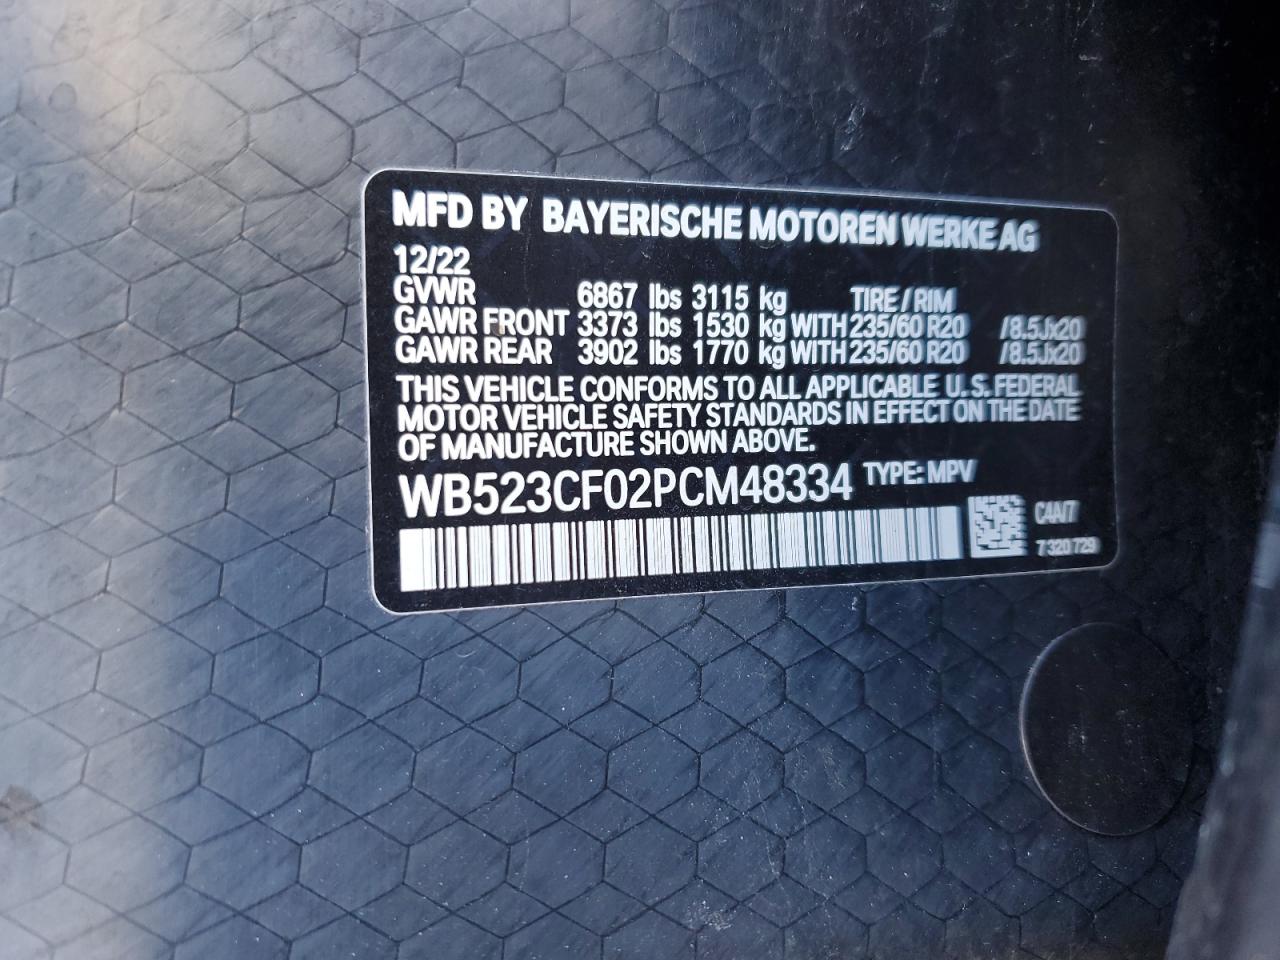 MFD BY BAYERISCHE MOTOREN WERKE AG
12/22
GVWR 6867 lbs 3115 kg TIRE / RIM
GAWR FRONT 3373 lbs 1530 kg WITH 235/60 R20 /8.5Jx20
GAWR REAR 3902 lbs 1770 kg WITH 235/60 R20 /8.5Jx20
THIS VEHICLE CONFORMS TO ALL APPLICABLE U.S. FEDERAL
MOTOR VEHICLE SAFETY STANDARDS IN EFFECT ON THE DATE
OF MANUFACTURE SHOWN ABOVE.
WB523CF02PCM48334 TYPE: MPV
C4A/7
7 320 729